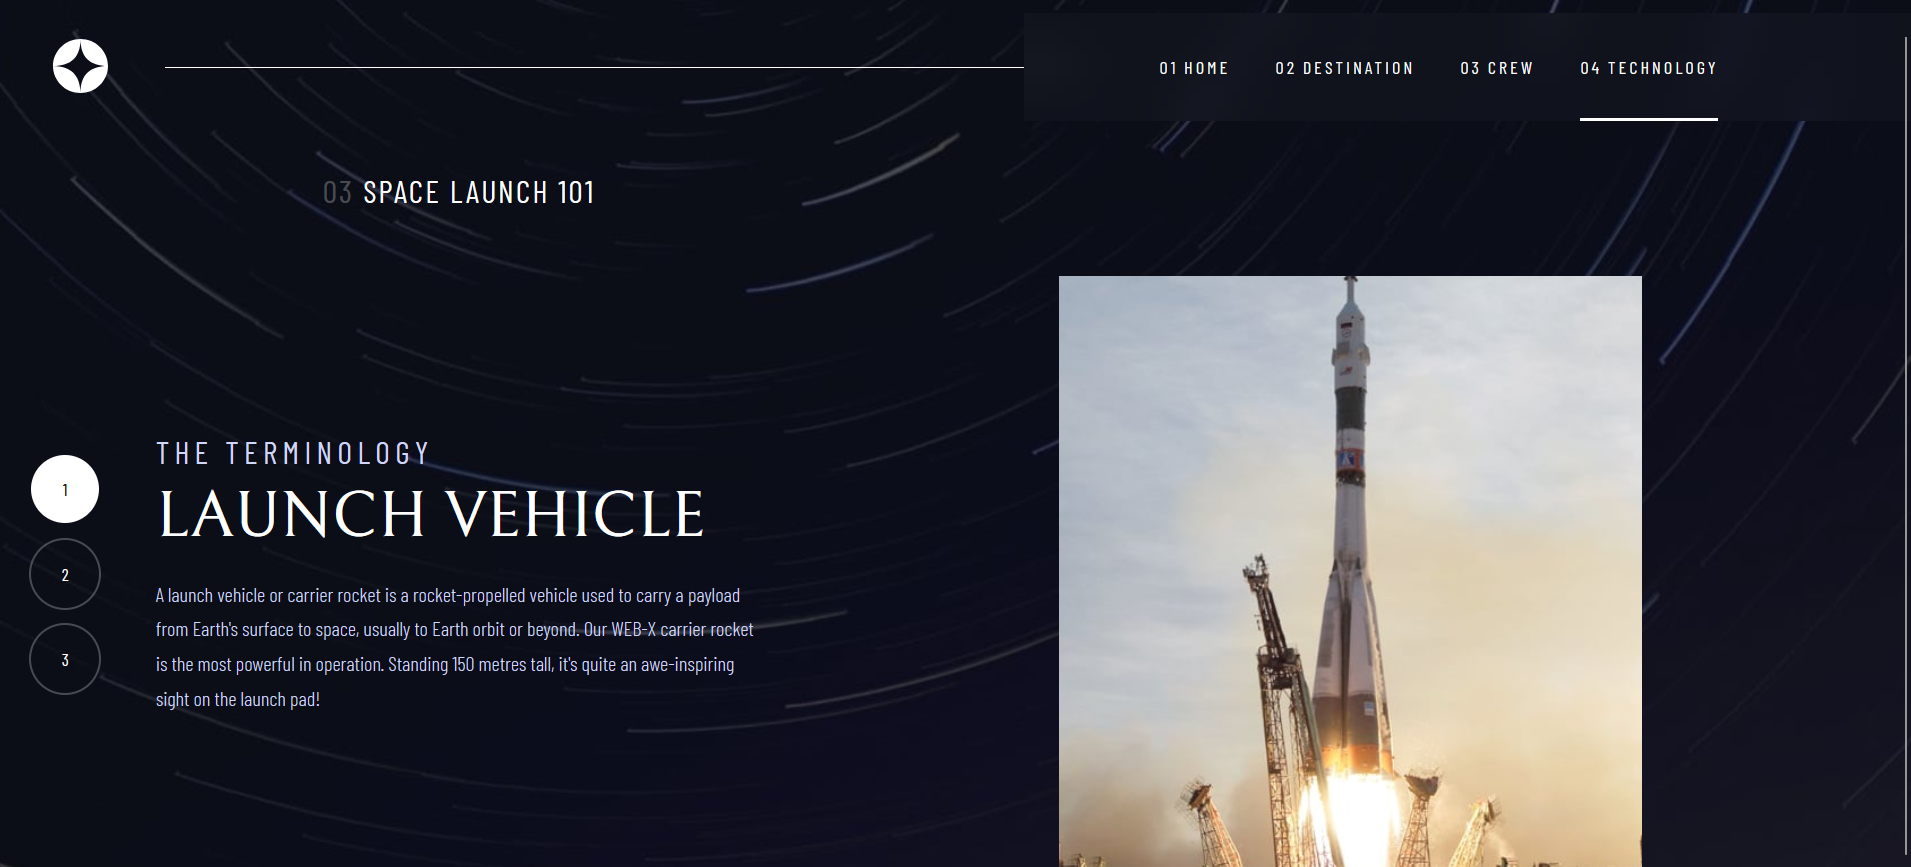 01 HOME 02 DESTINATION 03 CREW 04 TECHNOLOGY
03 SPACE LAUNCH 101
THE TERMINOLOGY
LAUNCH VEHICLE
1
2
3
A launch vehicle or carrier rocket is a rocket-propelled vehicle used to carry a payload
from Earth's surface to space, usually to Earth orbit or beyond. Our WEB-X carrier rocket
is the most powerful in operation. Standing 150 metres tall, it's quite an awe-inspiring
sight on the launch pad!